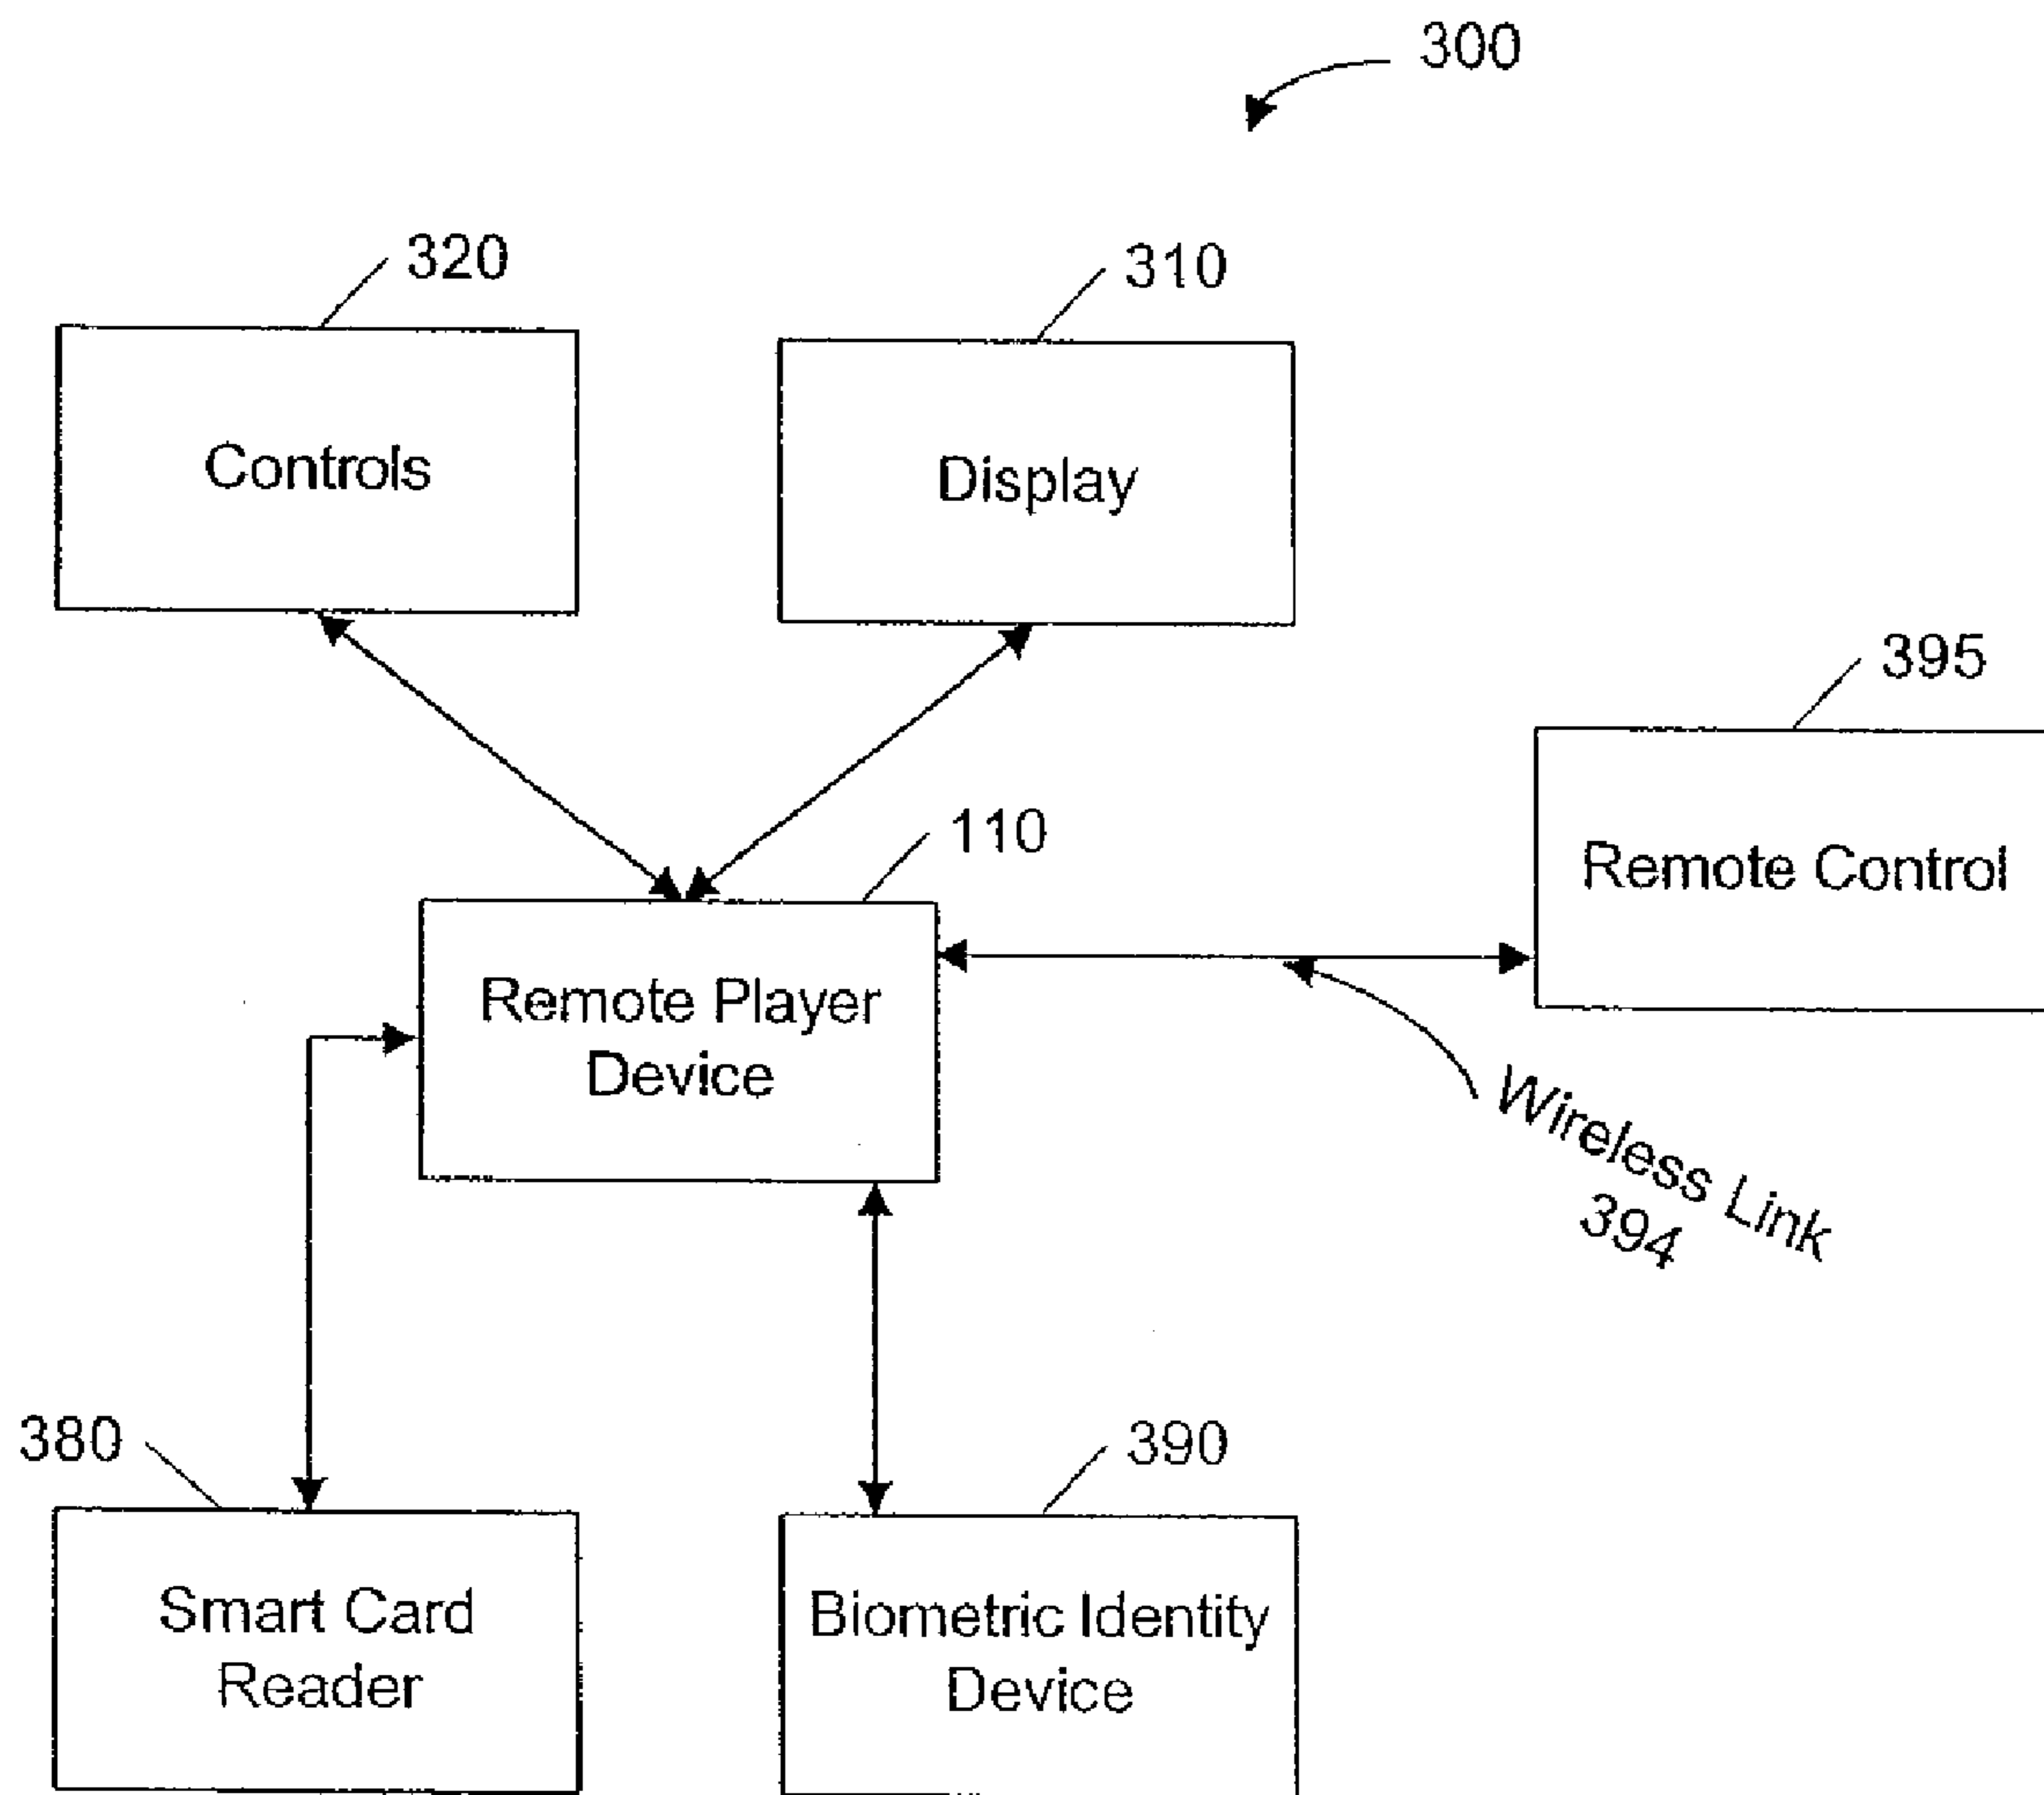 300
320
310
Controls
Display
395
Remote Control
110
Remote Player
Device
Wireless Link
394
380
390
Smart Card
Reader
Biometric Identity
Device